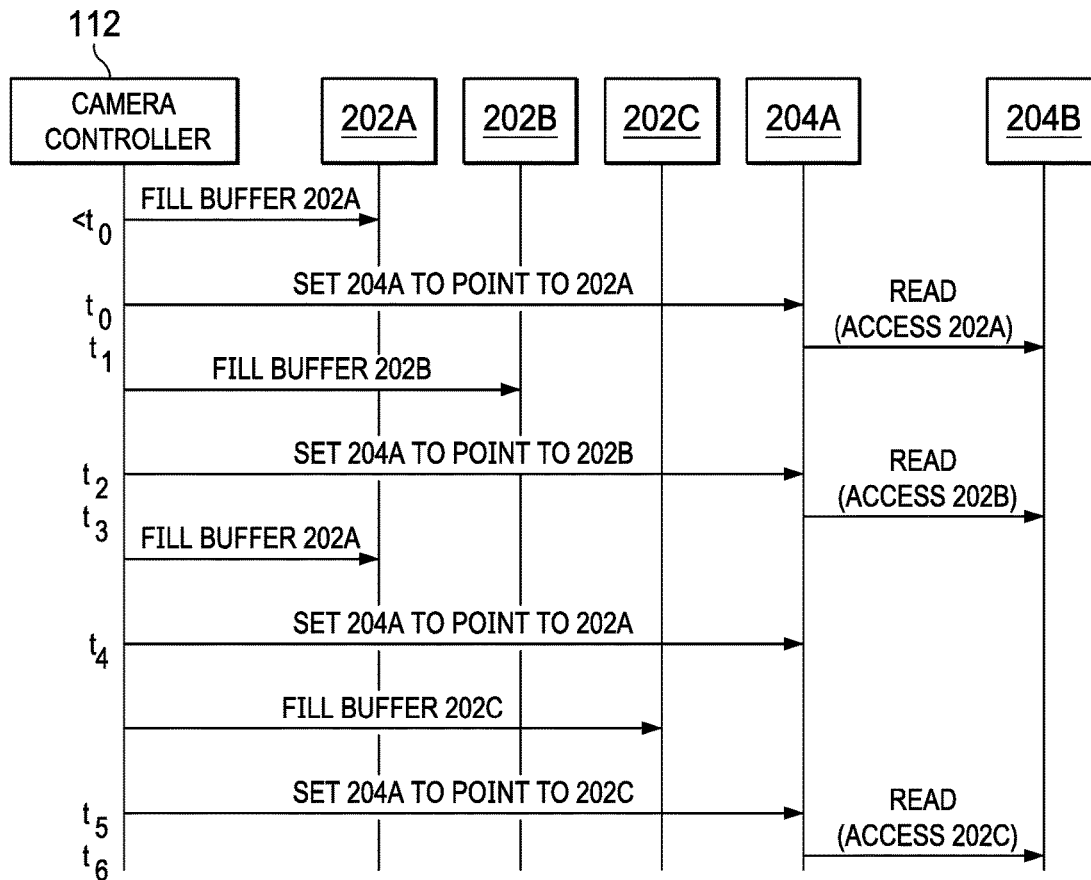 112
CAMERA
CONTROLLER
202A
202B
202C
204A
204B
FILL BUFFER 202A
<t0
SET 204A TO POINT TO 202A
t0
READ
(ACCESS 202A)
t1
FILL BUFFER 202B
SET 204A TO POINT TO 202B
t2
READ
(ACCESS 202B)
t3
FILL BUFFER 202A
SET 204A TO POINT TO 202A
t4
FILL BUFFER 202C
SET 204A TO POINT TO 202C
t5
READ
(ACCESS 202C)
t6